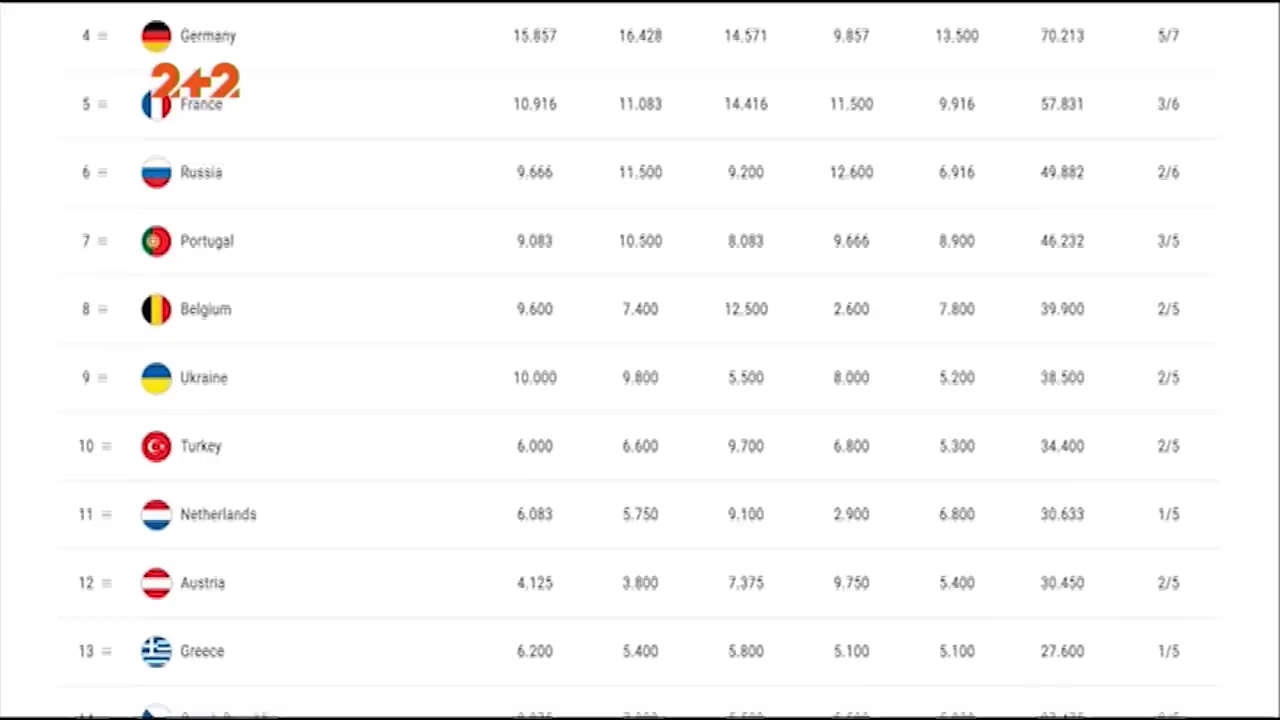 4 = Germany 15.857 16.428 14.571 9.857 13.500 70.213 5/7
2+2
5 = France 10.916 11.083 14.416 11.500 9.916 57.831 3/6
6 = Russia 9.666 11.500 9.200 12.600 6.916 49.882 2/6
7 = Portugal 9.083 10.500 8.083 9.666 8.900 46.232 3/5
8 = Belgium 9.600 7.400 12.500 2.600 7.800 39.900 2/5
9 = Ukraine 10.000 9.800 5.500 8.000 5.200 38.500 2/5
10 = Turkey 6.000 6.600 9.700 6.800 5.300 34.400 2/5
11 = Netherlands 6.083 5.750 9.100 2.900 6.800 30.633 1/5
12 = Austria 4.125 3.800 7.375 9.750 5.400 30.450 2/5
13 = Greece 6.200 5.400 5.800 5.100 5.100 27.600 1/5